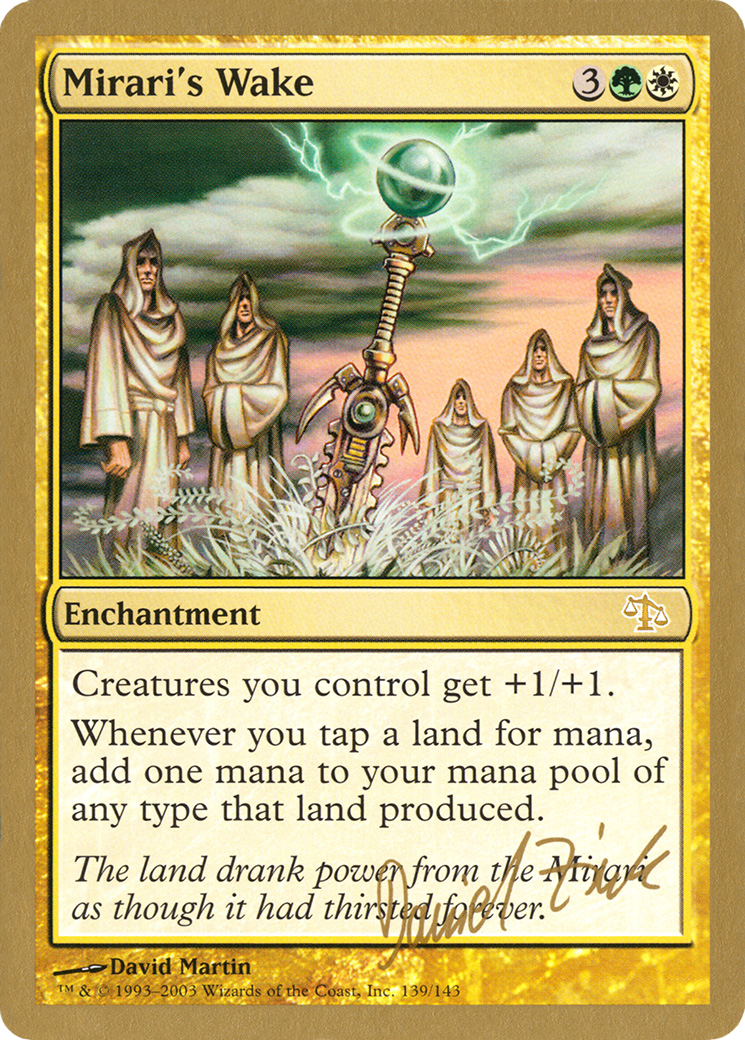 Mirari's Wake 3
Enchantment
Creatures you control get +1/+1.
Whenever you tap a land for mana,
add one mana to your mana pool of
any type that land produced.
The land drank power from the Mirari
as though it had thirsted forever.
Daniel Zink
David Martin
™ & © 1993–2003 Wizards of the Coast, Inc. 139/143